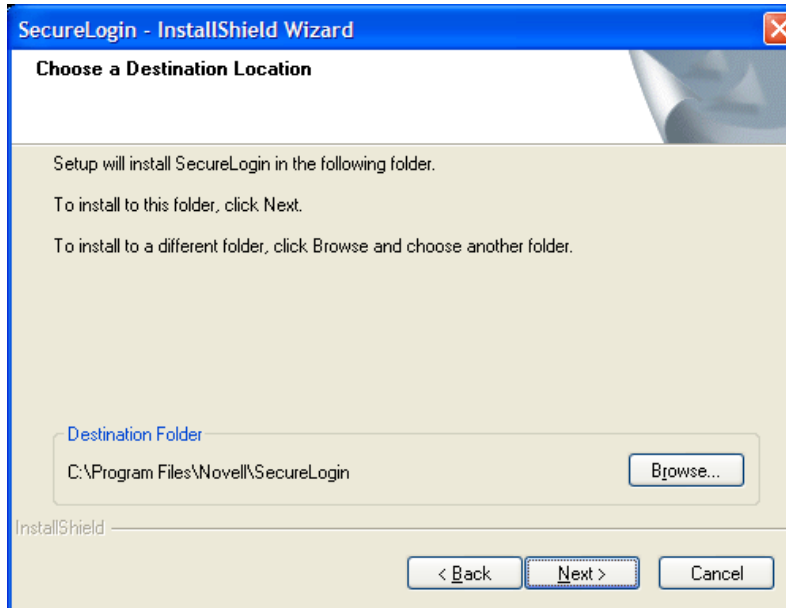 SecureLogin - InstallShield Wizard
Choose a Destination Location
Setup will install SecureLogin in the following folder.
To install to this folder, click Next.
To install to a different folder, click Browse and choose another folder.
Destination Folder
C:\Program Files\Novell\SecureLogin
Browse...
InstallShield
< Back
Next >
Cancel